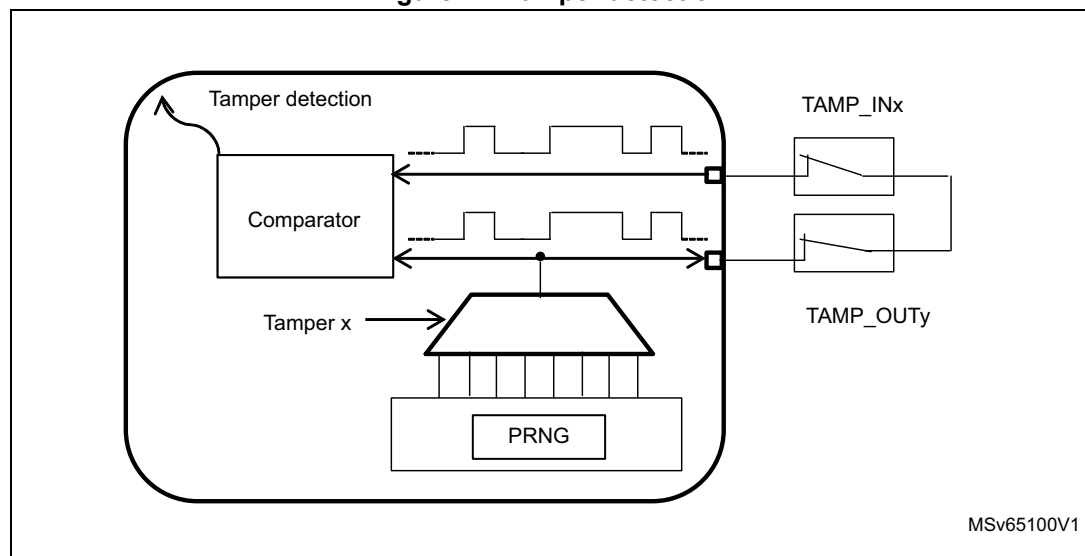 Tamper detection
TAMP_INx
Comparator
Tamper x
TAMP_OUTy
PRNG
MSv65100V1